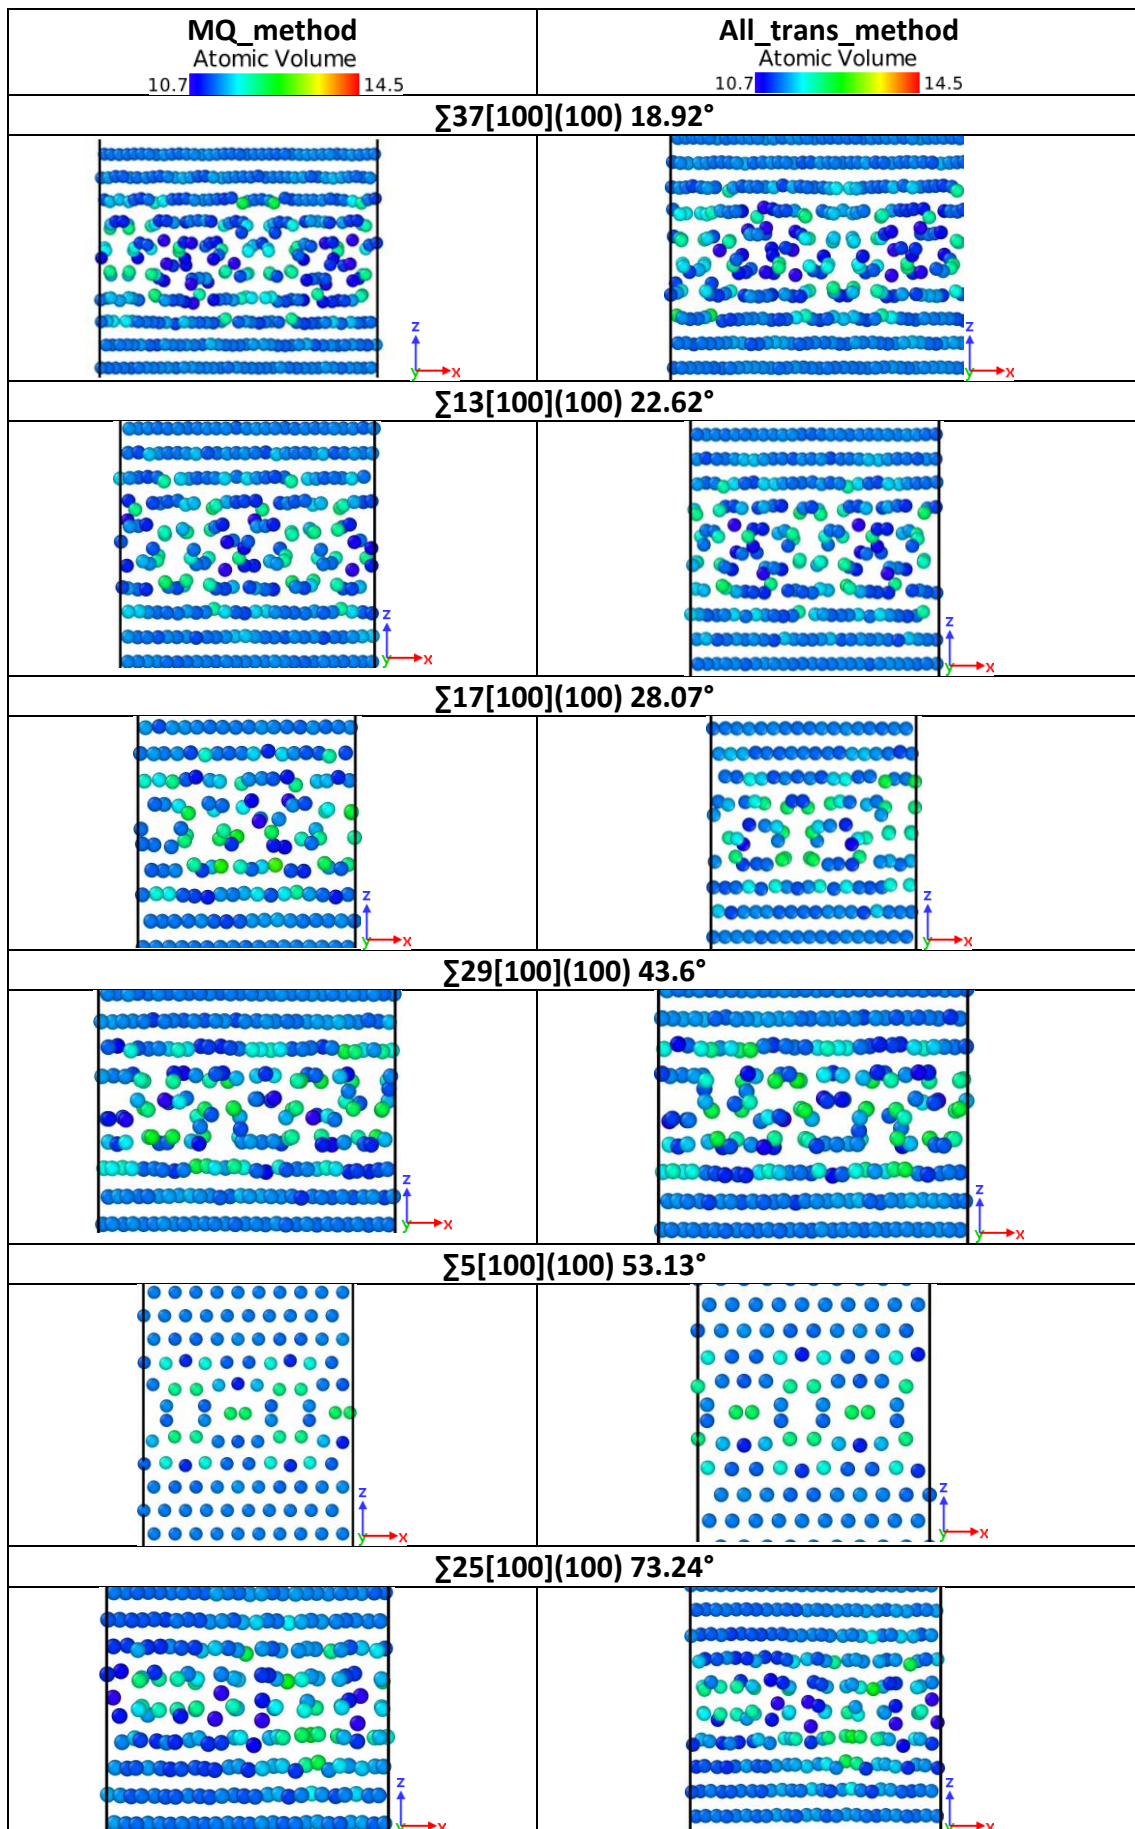 MQ_method
Atomic Volume
10.7 14.5
All_trans_method
Atomic Volume
10.7 14.5
∑37[100](100) 18.92°
z
y x
z
y x
∑13[100](100) 22.62°
z
y x
z
y x
∑17[100](100) 28.07°
z
y x
z
y x
∑29[100](100) 43.6°
z
y x
z
y x
∑5[100](100) 53.13°
z
y x
z
y x
∑25[100](100) 73.24°
z
y x
z
y x